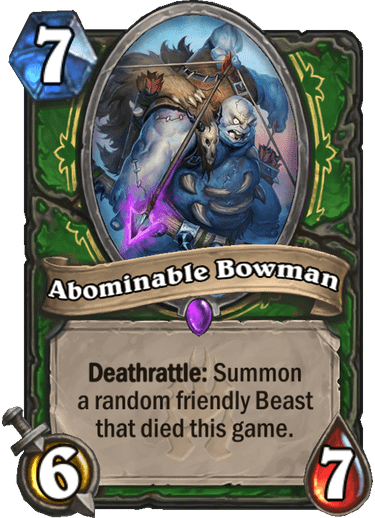 7
Abominable Bowman
Deathrattle: Summon
a random friendly Beast
that died this game.
6
7